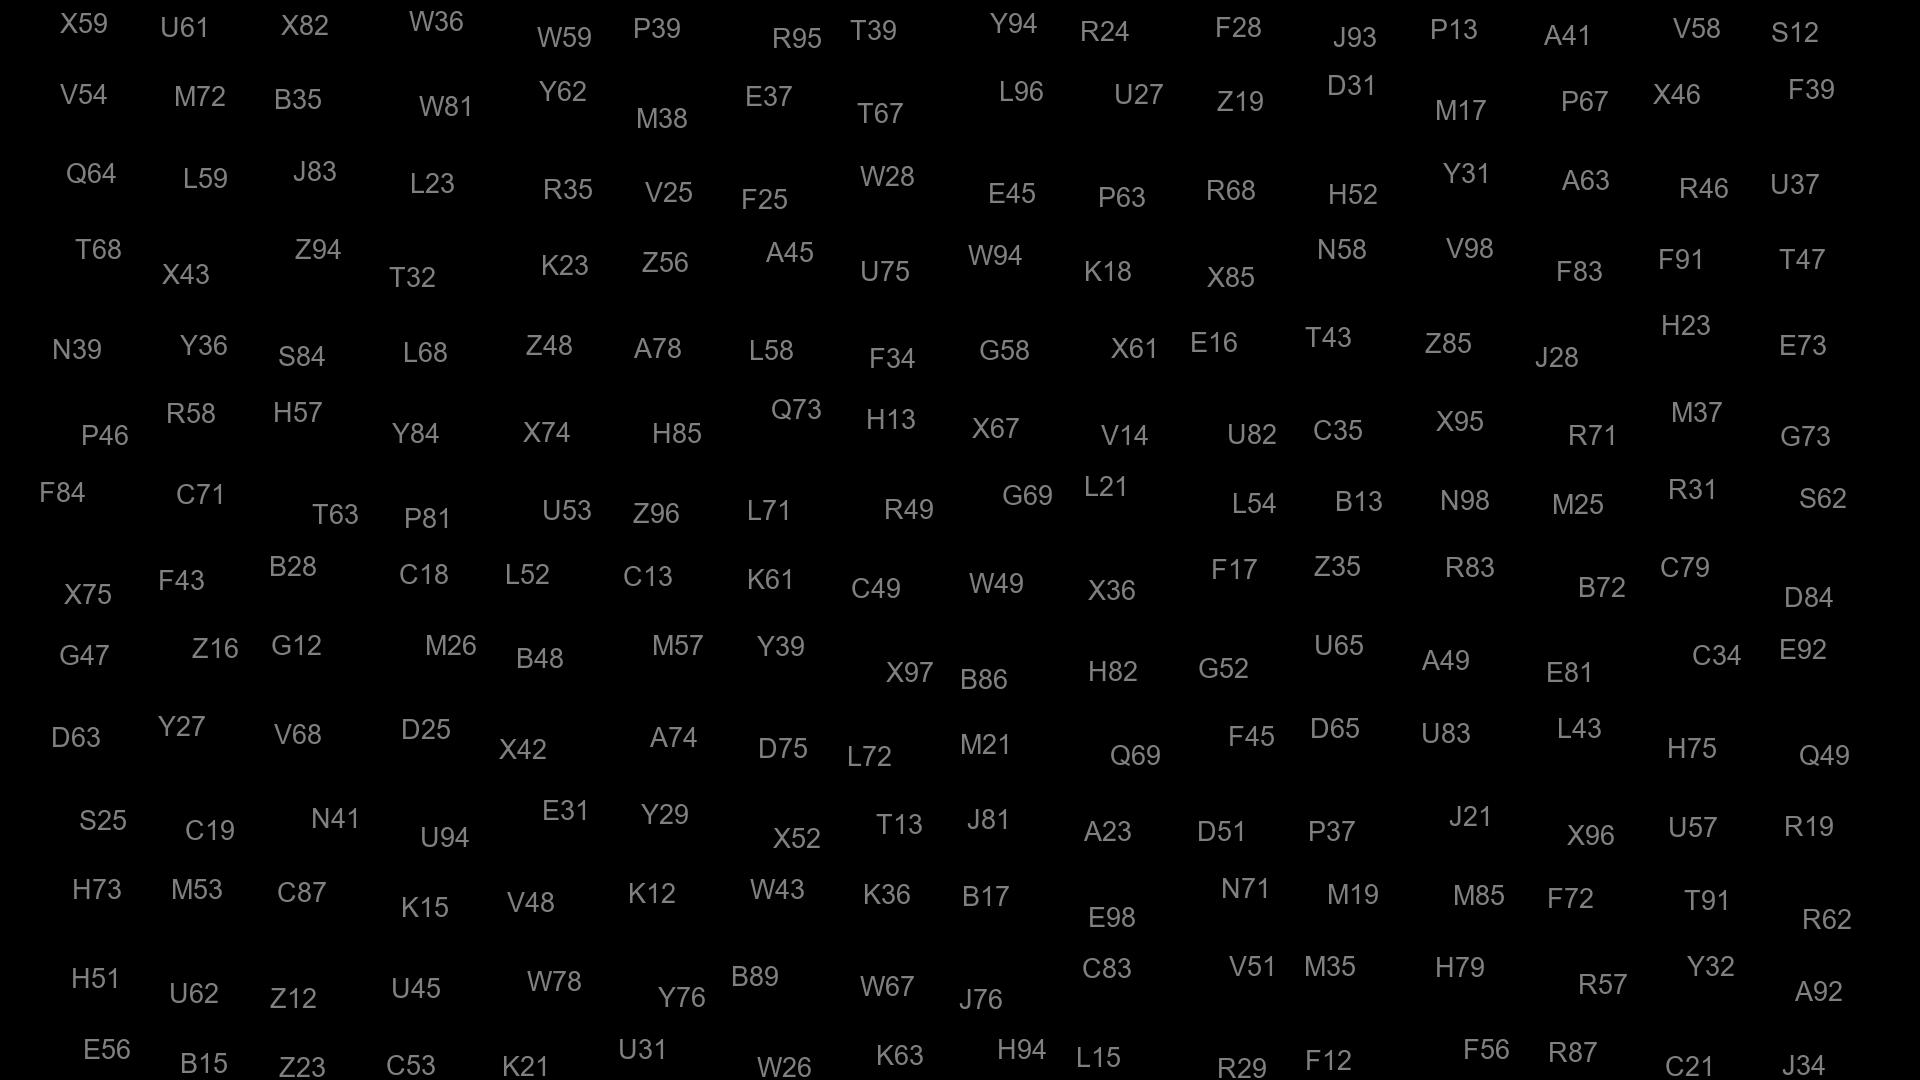 X59 U61 X82 W36 W59 P39 R95 T39 Y94 R24 F28 J93 P13 A41 V58 S12
V54 M72 B35 W81 Y62 M38 E37 T67 L96 U27 Z19 D31 M17 P67 X46 F39
Q64 L59 J83 L23 R35 V25 F25 W28 E45 P63 R68 H52 Y31 A63 R46 U37
T68 X43 Z94 T32 K23 Z56 A45 U75 W94 K18 X85 N58 V98 F83 F91 T47
N39 Y36 S84 L68 Z48 A78 L58 F34 G58 X61 E16 T43 Z85 J28 H23 E73
P46 R58 H57 Y84 X74 H85 Q73 H13 X67 V14 U82 C35 X95 R71 M37 G73
F84 C71 T63 P81 U53 Z96 L71 R49 G69 L21 L54 B13 N98 M25 R31 S62
X75 F43 B28 C18 L52 C13 K61 C49 W49 X36 F17 Z35 R83 B72 C79 D84
G47 Z16 G12 M26 B48 M57 Y39 X97 B86 H82 G52 U65 A49 E81 C34 E92
D63 Y27 V68 D25 X42 A74 D75 L72 M21 Q69 F45 D65 U83 L43 H75 Q49
S25 C19 N41 U94 E31 Y29 X52 T13 J81 A23 D51 P37 J21 X96 U57 R19
H73 M53 C87 K15 V48 K12 W43 K36 B17 E98 N71 M19 M85 F72 T91 R62
H51 U62 Z12 U45 W78 Y76 B89 W67 J76 C83 V51 M35 H79 R57 Y32 A92
E56 B15 Z23 C53 K21 U31 W26 K63 H94 L15 R29 F12 F56 R87 C21 J34